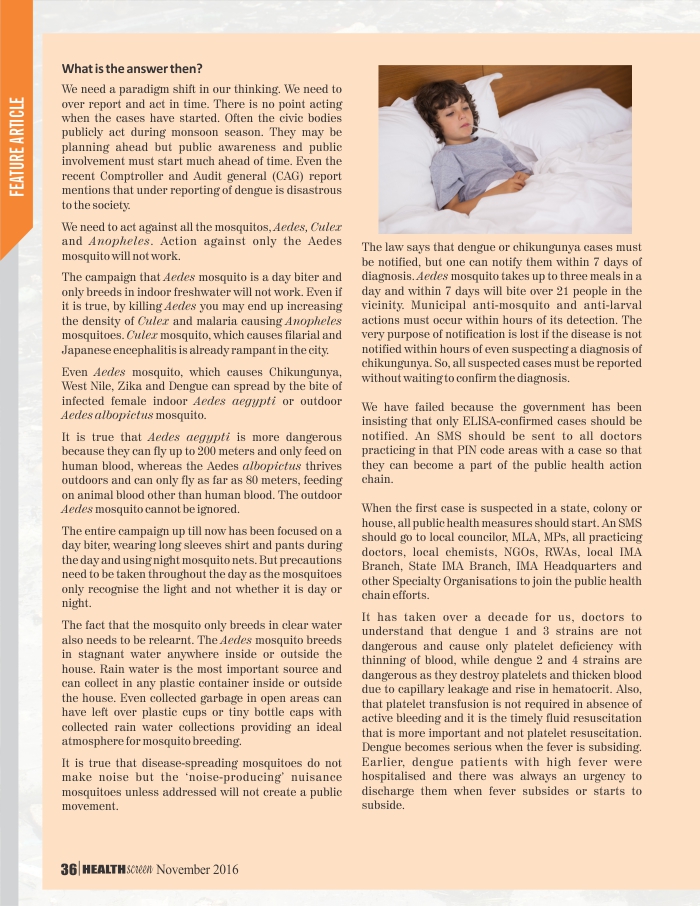 FEATURE ARTICLE
What is the answer then?
We need a paradigm shift in our thinking. We need to
over report and act in time. There is no point acting
when the cases have started. Often the civic bodies
publicly act during monsoon season. They may be
planning ahead but public awareness and public
involvement must start much ahead of time. Even the
recent Comptroller and Audit general (CAG) report
mentions that under reporting of dengue is disastrous
to the society.
We need to act against all the mosquitos, Aedes, Culex
and Anopheles. Action against only the Aedes
mosquito will not work.
The campaign that Aedes mosquito is a day biter and
only breeds in indoor freshwater will not work. Even if
it is true, by killing Aedes you may end up increasing
the density of Culex and malaria causing Anopheles
mosquitoes. Culex mosquito, which causes filarial and
Japanese encephalitis is already rampant in the city.
Even Aedes mosquito, which causes Chikungunya,
West Nile, Zika and Dengue can spread by the bite of
infected female indoor Aedes aegypti or outdoor
Aedes albopictus mosquito.
It is true that Aedes aegypti is more dangerous
because they can fly up to 200 meters and only feed on
human blood, whereas the Aedes albopictus thrives
outdoors and can only fly as far as 80 meters, feeding
on animal blood other than human blood. The outdoor
Aedes mosquito cannot be ignored.
The entire campaign up till now has been focused on a
day biter, wearing long sleeves shirt and pants during
the day and using night mosquito nets. But precautions
need to be taken throughout the day as the mosquitoes
only recognise the light and not whether it is day or
night.
The fact that the mosquito only breeds in clear water
also needs to be relearnt. The Aedes mosquito breeds
in stagnant water anywhere inside or outside the
house. Rain water is the most important source and
can collect in any plastic container inside or outside
the house. Even collected garbage in open areas can
have left over plastic cups or tiny bottle caps with
collected rain water collections providing an ideal
atmosphere for mosquito breeding.
It is true that disease-spreading mosquitoes do not
make noise but the 'noise-producing' nuisance
mosquitoes unless addressed will not create a public
movement.
The law says that dengue or chikungunya cases must
be notified, but one can notify them within 7 days of
diagnosis. Aedes mosquito takes up to three meals in a
day and within 7 days will bite over 21 people in the
vicinity. Municipal anti-mosquito and anti-larval
actions must occur within hours of its detection. The
very purpose of notification is lost if the disease is not
notified within hours of even suspecting a diagnosis of
chikungunya. So, all suspected cases must be reported
without waiting to confirm the diagnosis.
We have failed because the government has been
insisting that only ELISA-confirmed cases should be
notified. An SMS should be sent to all doctors
practicing in that PIN code areas with a case so that
they can become a part of the public health action
chain.
When the first case is suspected in a state, colony or
house, all public health measures should start. An SMS
should go to local councilor, MLA, MPs, all practicing
doctors, local chemists, NGOs, RWAs, local IMA
Branch, State IMA Branch, IMA Headquarters and
other Specialty Organisations to join the public health
chain efforts.
It has taken over a decade for us, doctors to
understand that dengue 1 and 3 strains are not
dangerous and cause only platelet deficiency with
thinning of blood, while dengue 2 and 4 strains are
dangerous as they destroy platelets and thicken blood
due to capillary leakage and rise in hematocrit. Also,
that platelet transfusion is not required in absence of
active bleeding and it is the timely fluid resuscitation
that is more important and not platelet resuscitation.
Dengue becomes serious when the fever is subsiding.
Earlier, dengue patients with high fever were
hospitalised and there was always an urgency to
discharge them when fever subsides or starts to
subside.
36 HEALTHscreen November 2016